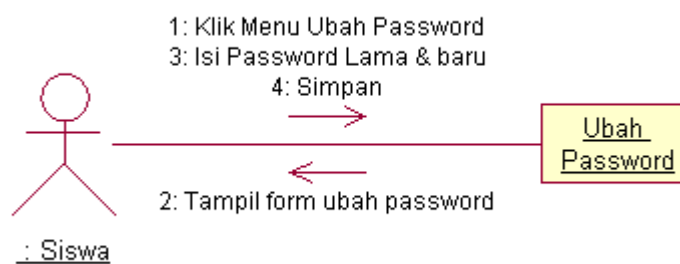 1: Klik Menu Ubah Password
3: Isi Password Lama & baru
4: Simpan
Ubah
Password
2: Tampil form ubah password
: Siswa